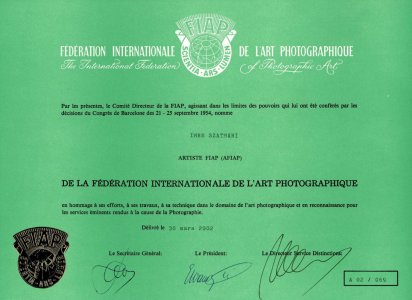 FIAP
SCIENTIA · ARS · LUMEN
FÉDÉRATION INTERNATIONALE DE L'ART PHOTOGRAPHIQUE
The International Federation of Photographic Art
Par les présentes, le Comité Directeur de la FIAP, agissant dans les limites des pouvoirs qui lui ont été conférés par les
décisions du Congrès de Barcelone des 21 - 25 septembre 1954, nomme
IMRE SZATMÁRI
ARTISTE FIAP (AFIAP)
DE LA FÉDÉRATION INTERNATIONALE DE L'ART PHOTOGRAPHIQUE
en hommage à ses efforts, à ses travaux, à sa technique dans le domaine de l'art photographique et en reconnaissance pour
les services éminents rendus à la cause de la Photographie.
Délivré le 30 mars 2002
Le Secrétaire Général: Le Président: Le Directeur Service Distinctions:
FIAP
A 02 / 069